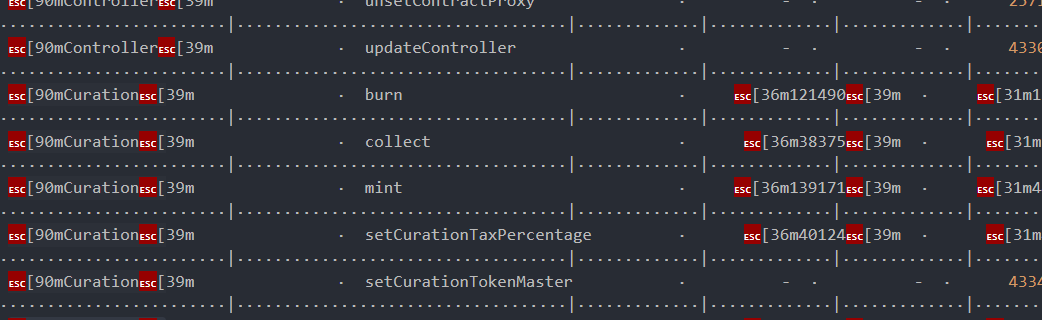 ESC[90mControllerESC[39m · unsetContractProxy · - · - · 2571
·······················|·································|············|············|············
ESC[90mControllerESC[39m · updateController · - · - · 4330
·······················|·································|············|············|············
ESC[90mCurationESC[39m · burn · ESC[36m121490ESC[39m · ESC[31m1
·······················|·································|············|············|············
ESC[90mCurationESC[39m · collect · ESC[36m38375ESC[39m · ESC[31m
·······················|·································|············|············|············
ESC[90mCurationESC[39m · mint · ESC[36m139171ESC[39m · ESC[31m4
·······················|·································|············|············|············
ESC[90mCurationESC[39m · setCurationTaxPercentage · ESC[36m40124ESC[39m · ESC[31m
·······················|·································|············|············|············
ESC[90mCurationESC[39m · setCurationTokenMaster · - · - · 4334
·······················|·································|············|············|············